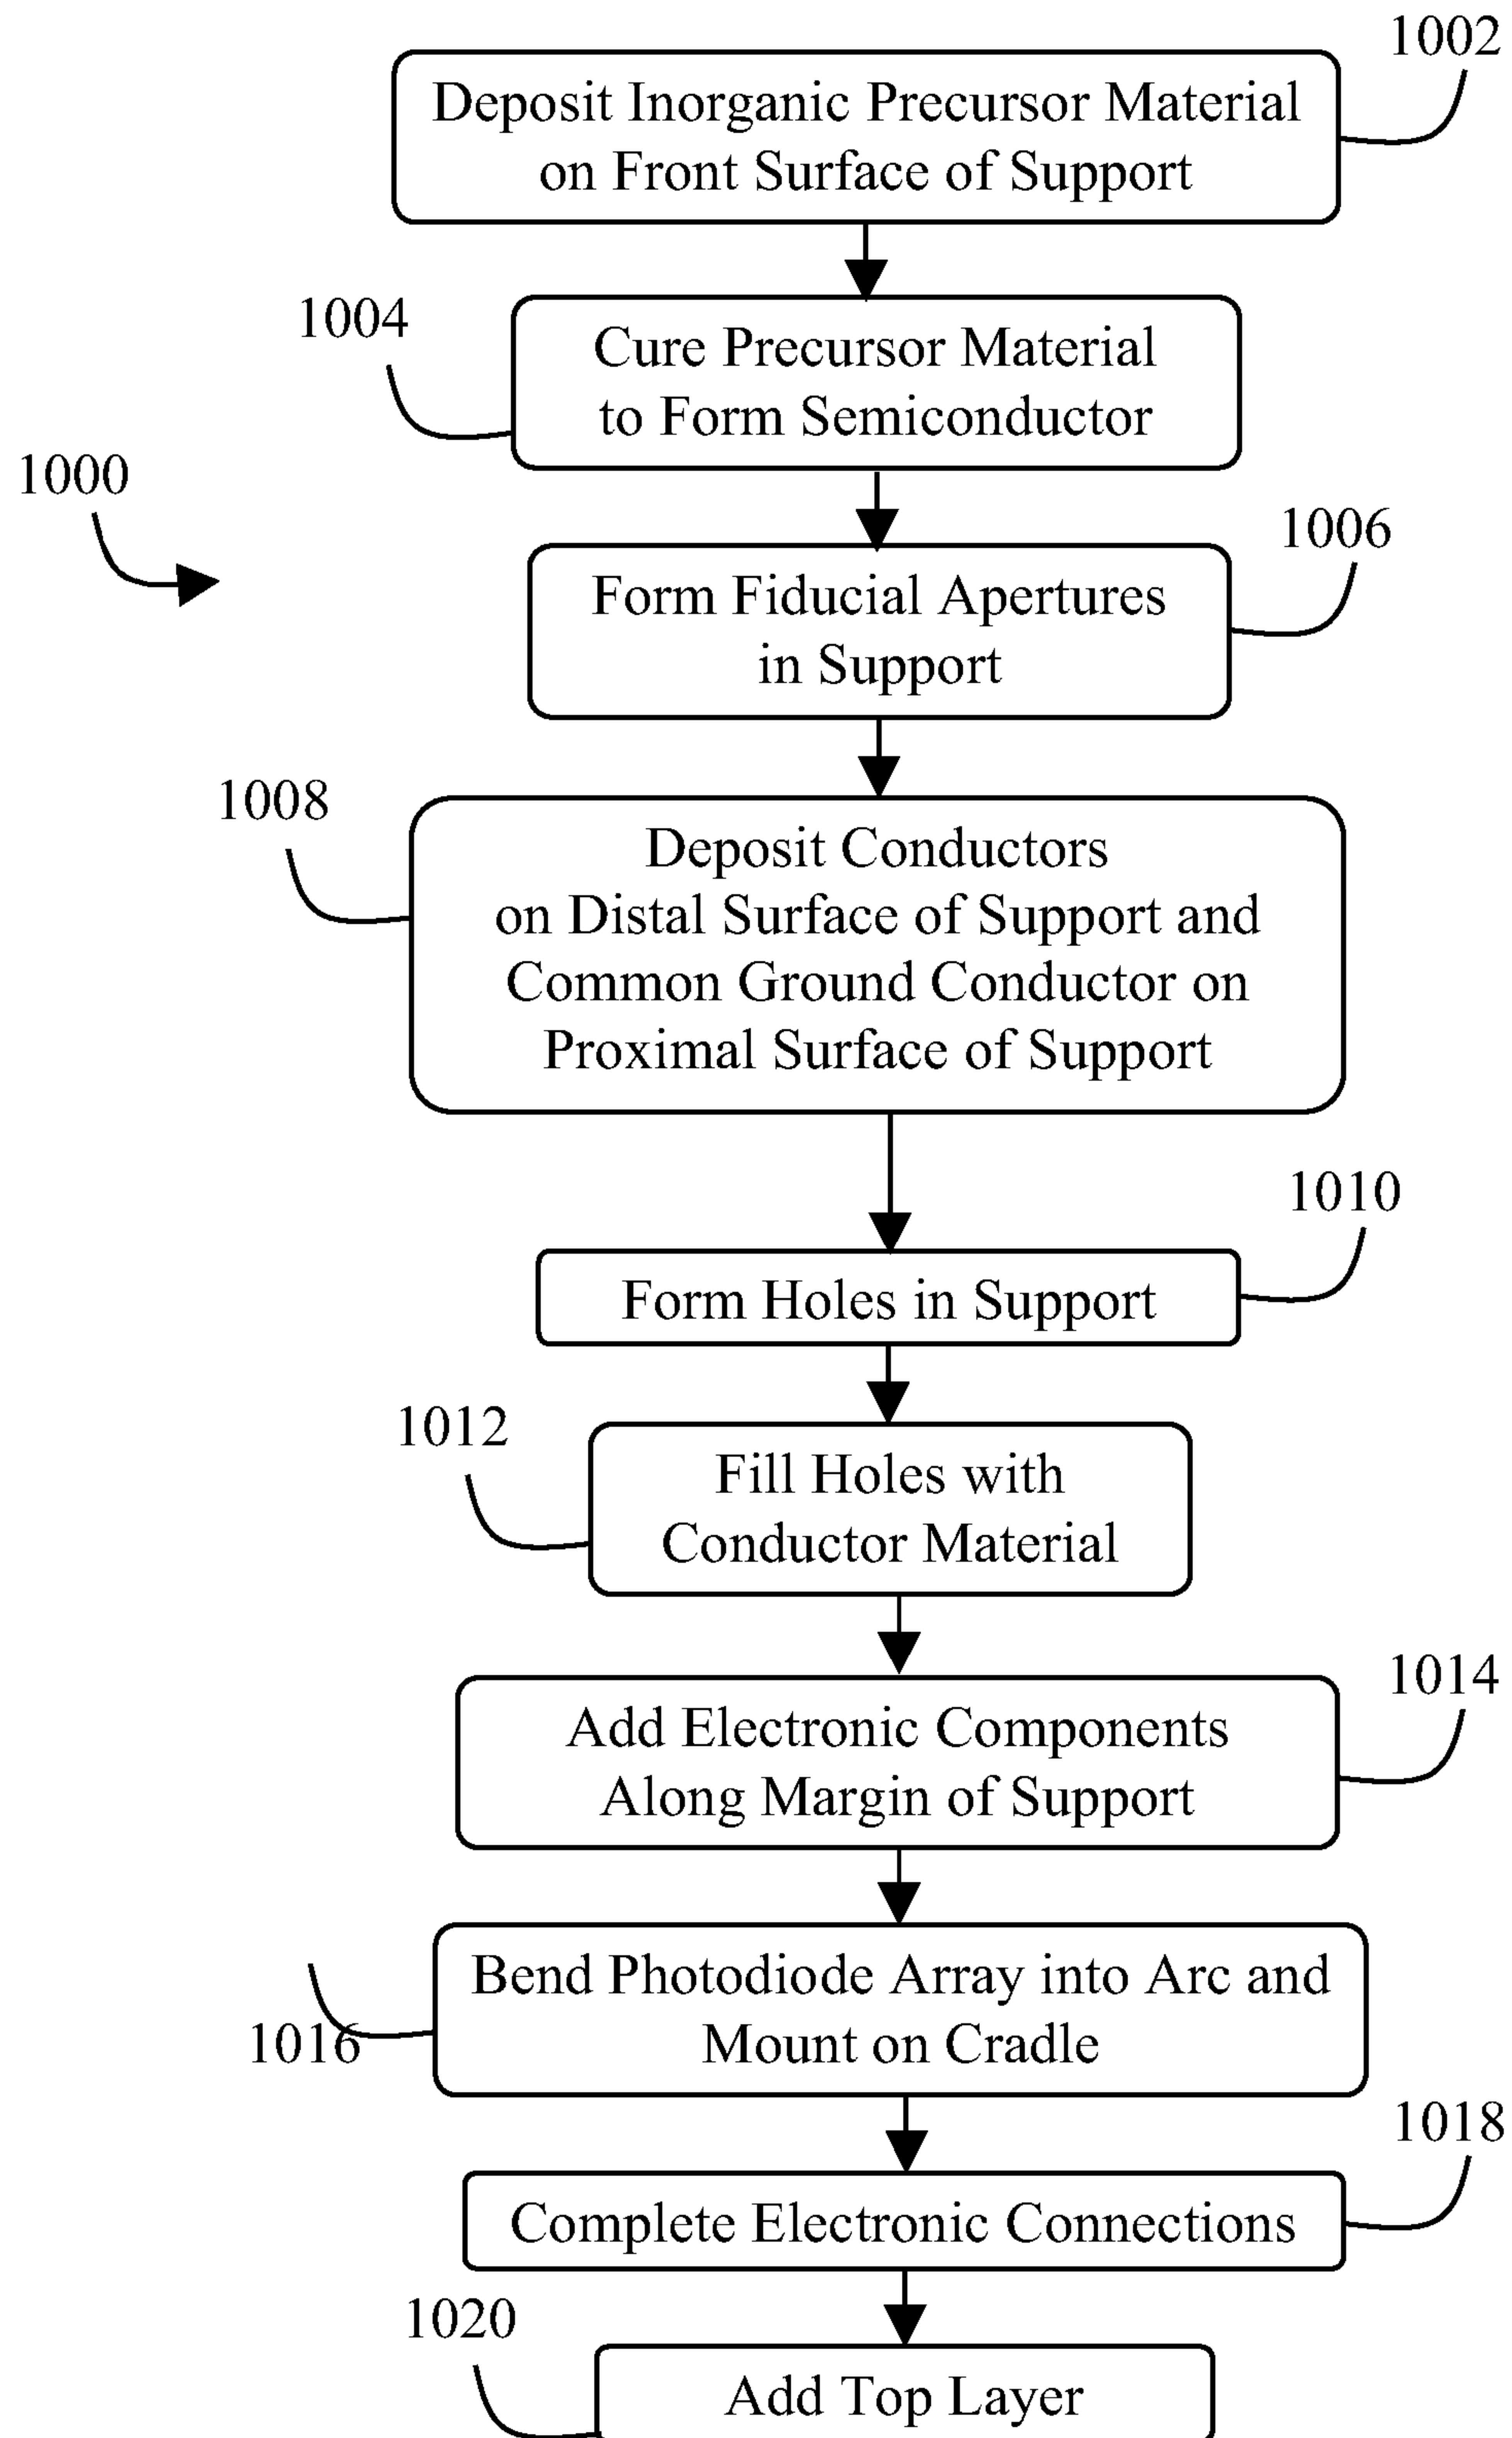 1002
Deposit Inorganic Precursor Material
on Front Surface of Support
1004
Cure Precursor Material
to Form Semiconductor
1000
1006
Form Fiducial Apertures
in Support
1008
Deposit Conductors
on Distal Surface of Support and
Common Ground Conductor on
Proximal Surface of Support
1010
Form Holes in Support
1012
Fill Holes with
Conductor Material
1014
Add Electronic Components
Along Margin of Support
Bend Photodiode Array into Arc and
1016
Mount on Cradle
1018
Complete Electronic Connections
1020
Add Top Layer